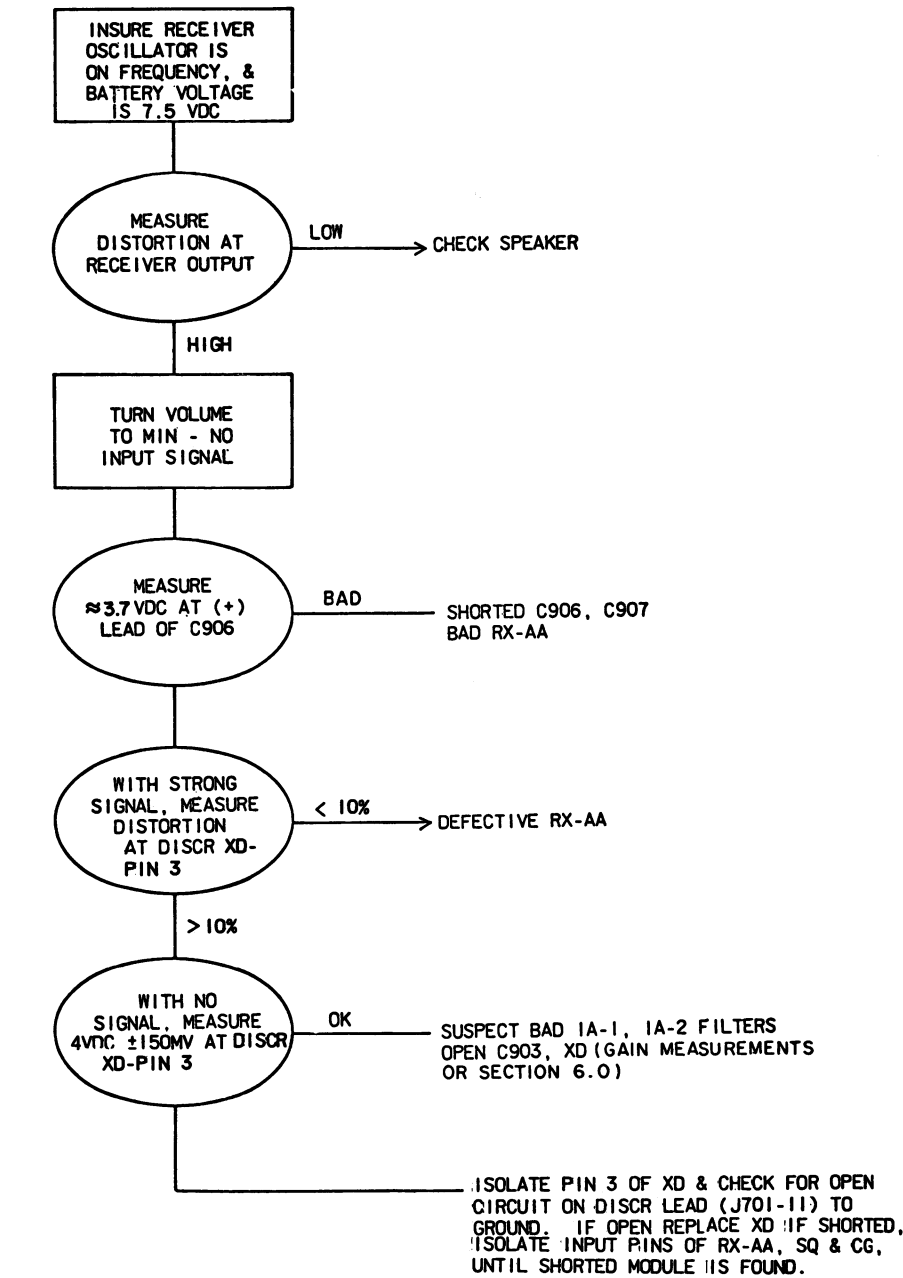 INSURE RECEIVER
OSCILLATOR IS
ON FREQUENCY, &
BATTERY VOLTAGE
IS 7.5 VDC
MEASURE
DISTORTION AT
RECEIVER OUTPUT
LOW
CHECK SPEAKER
HIGH
TURN VOLUME
TO MIN - NO
INPUT SIGNAL
MEASURE
≈3.7 VDC AT (+)
LEAD OF C906
BAD
SHORTED C906, C907
BAD RX-AA
WITH STRONG
SIGNAL, MEASURE
DISTORTION
AT DISCR XD-
PIN 3
< 10%
DEFECTIVE RX-AA
>10%
WITH NO
SIGNAL, MEASURE
4VDC ±150MV AT DISCR
XD-PIN 3
OK
SUSPECT BAD IA-1, IA-2 FILTERS
OPEN C903, XD (GAIN MEASUREMENTS
OR SECTION 6.0)
ISOLATE PIN 3 OF XD & CHECK FOR OPEN
CIRCUIT ON DISCR LEAD (J701-11) TO
GROUND. IF OPEN REPLACE XD IF SHORTED,
ISOLATE INPUT PINS OF RX-AA, SQ & CG,
UNTIL SHORTED MODULE IS FOUND.